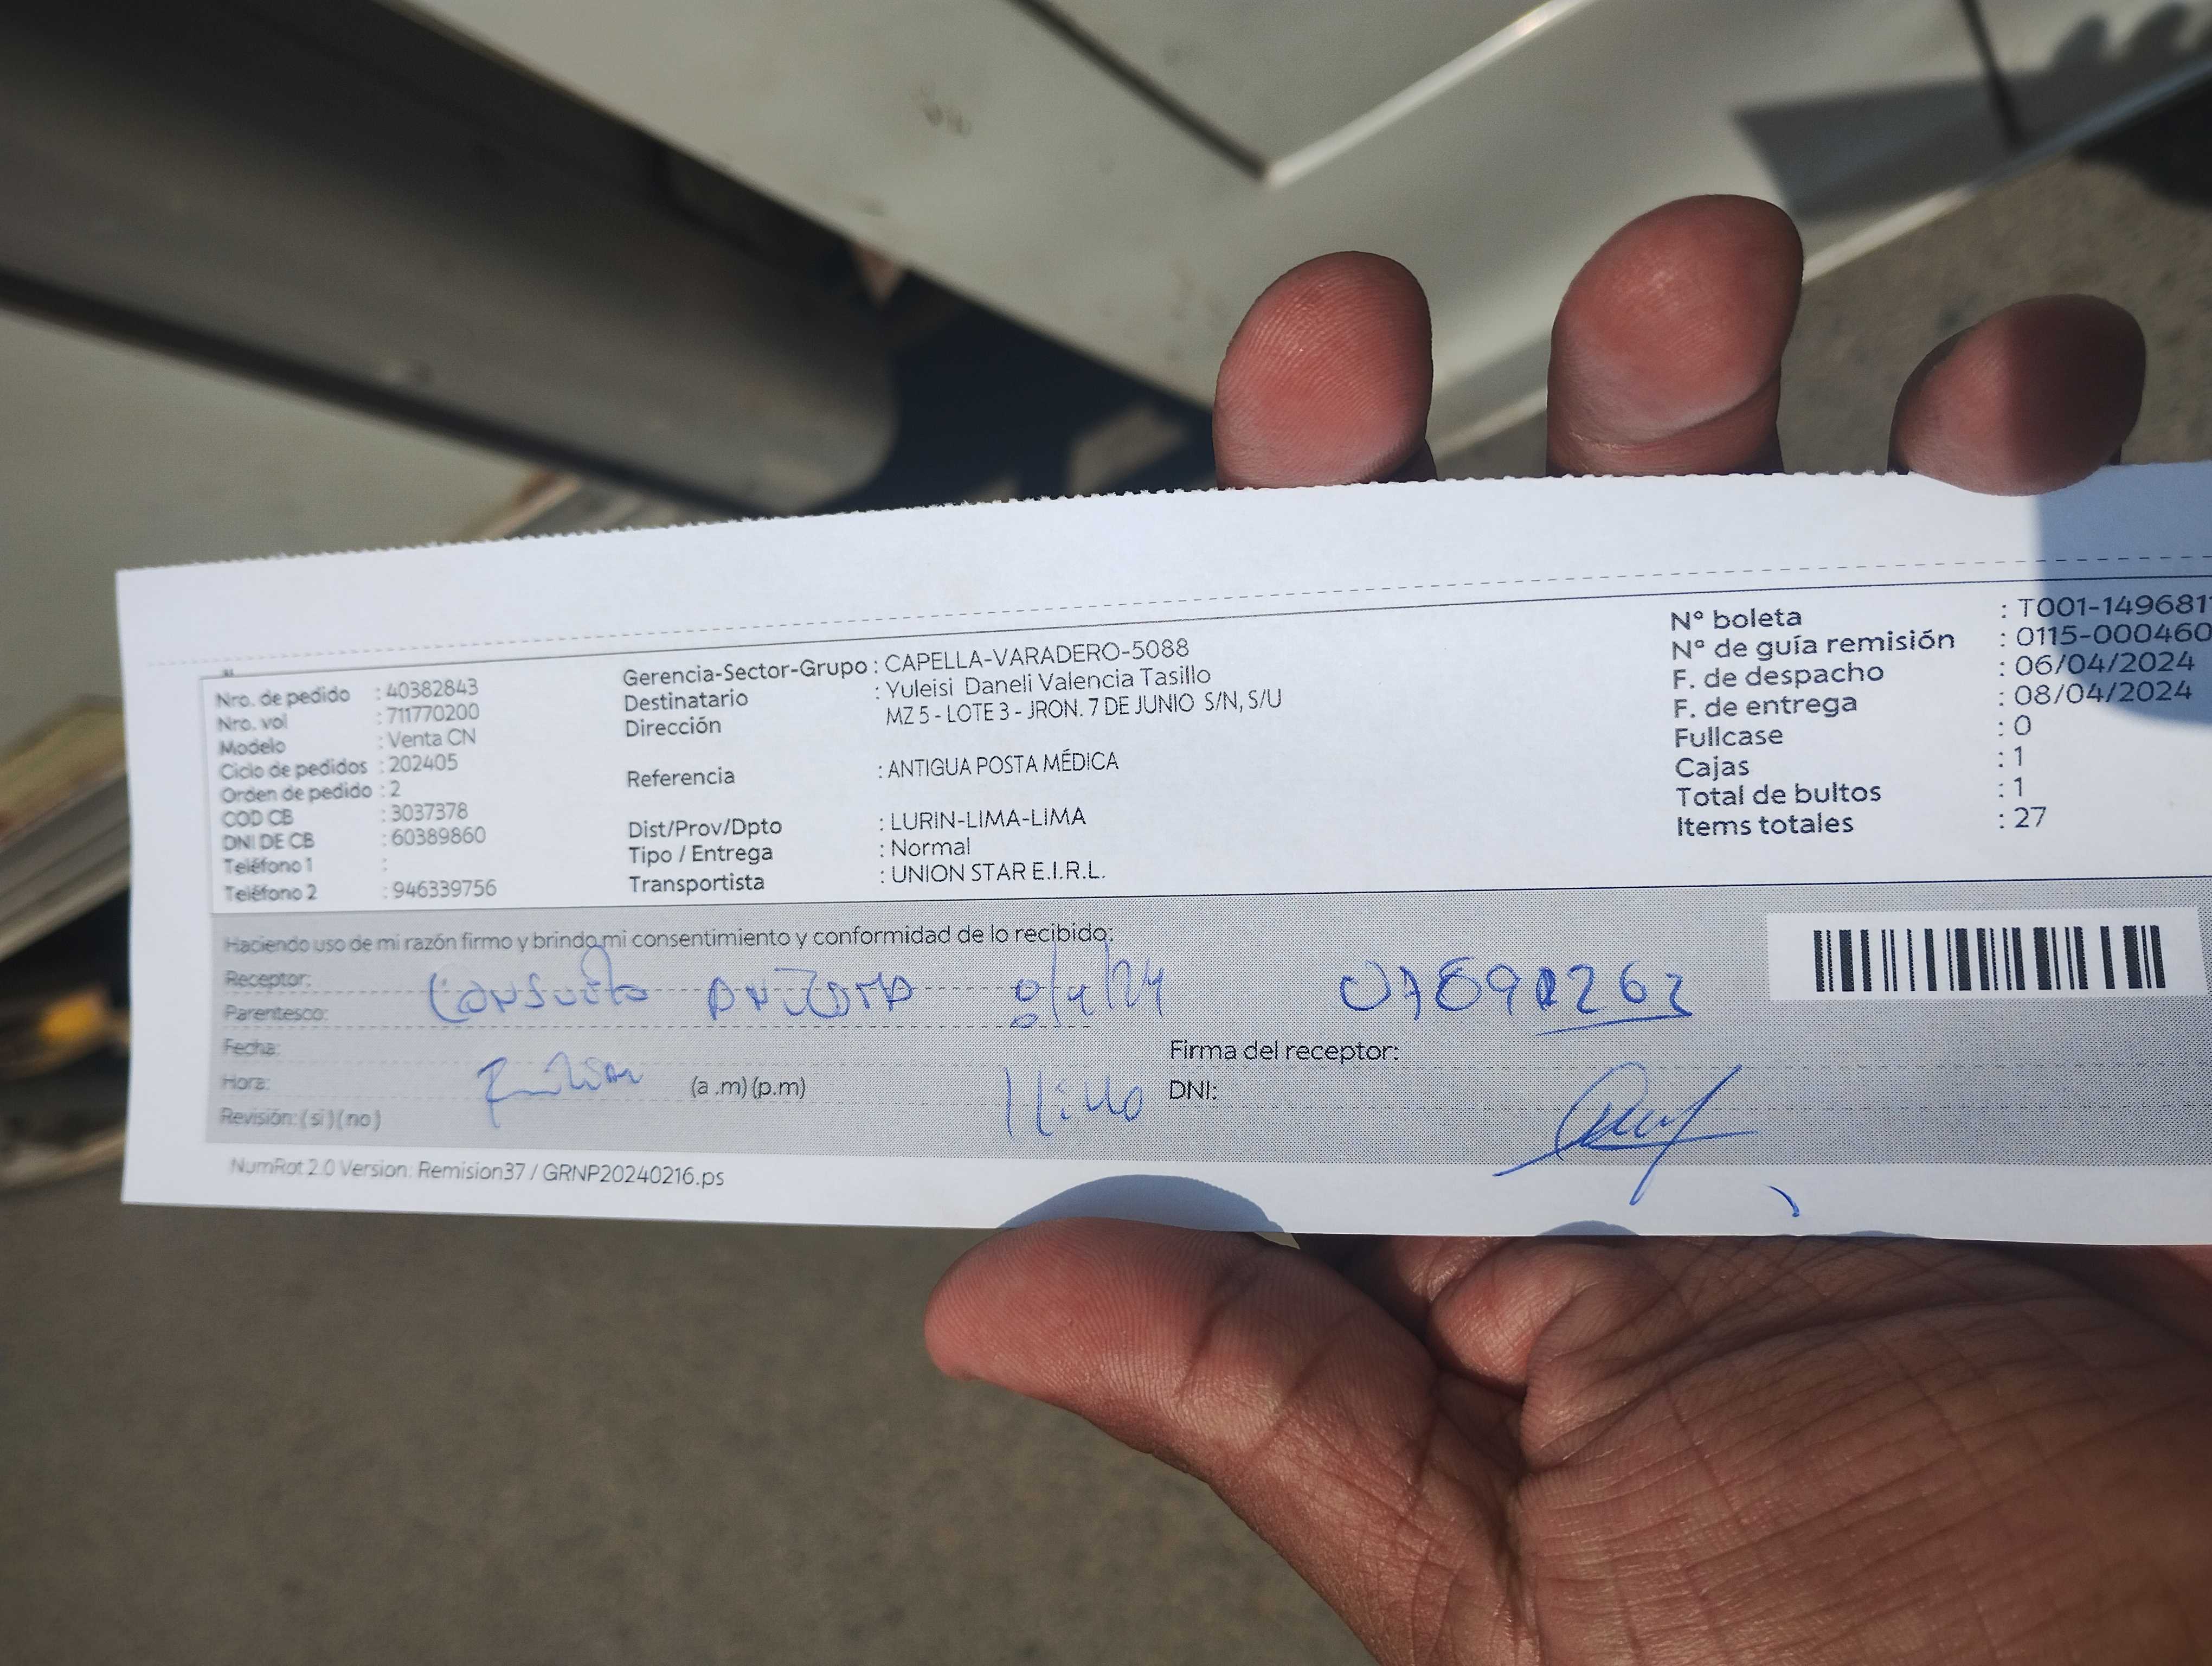 Nro. de pedido : 40382843
Nro. vol : 711770200
Modelo : Venta CN
Ciclo de pedidos : 202405
Orden de pedido : 2
COD CB : 3037378
DNI DE CB : 60389860
Teléfono 1 :
Teléfono 2 : 946339756
Gerencia-Sector-Grupo : CAPELLA-VARADERO-5088
Destinatario : Yuleisi Daneli Valencia Tasillo
Dirección MZ 5 - LOTE 3 - JRON. 7 DE JUNIO S/N, S/U
Referencia : ANTIGUA POSTA MÉDICA
Dist/Prov/Dpto : LURIN-LIMA-LIMA
Tipo / Entrega : Normal
Transportista : UNION STAR E.I.R.L.
Nº boleta : T001-1496811
Nº de guía remisión : 0115-000460
F. de despacho : 06/04/2024
F. de entrega : 08/04/2024
Fullcase : 0
Cajas : 1
Total de bultos : 1
Items totales : 27
Haciendo uso de mi razón firmo y brindo mi consentimiento y conformidad de lo recibido:
Receptor:
Parentesco:
Fecha:
Hora: (a .m) (p.m) 11:40
Revisión: ( si ) ( no )
Firma del receptor:
DNI:
NumRot 2.0 Version: Remision37 / GRNP20240216.ps